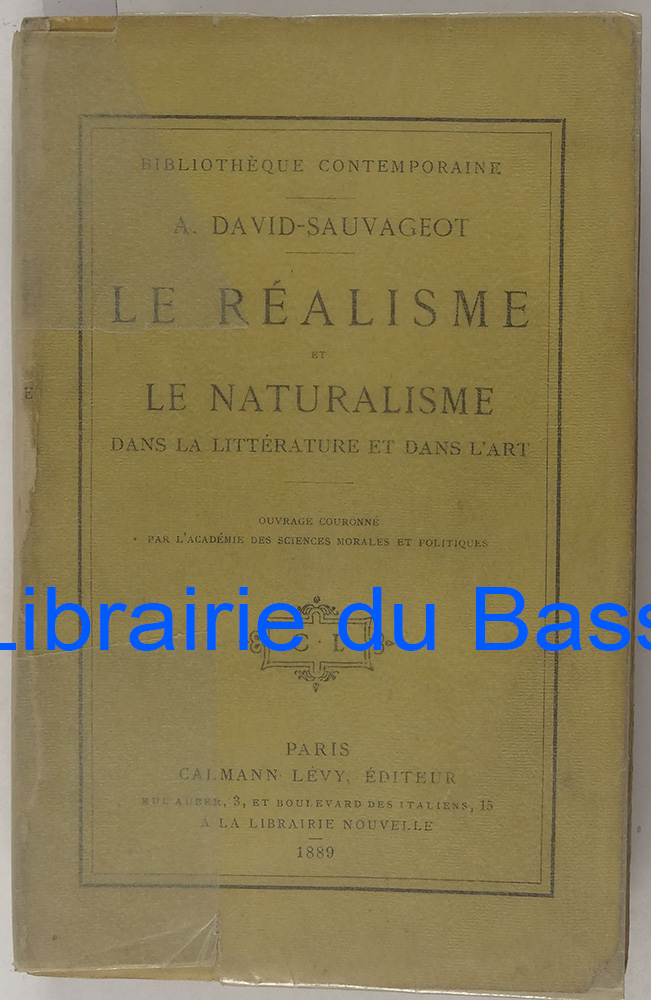 BIBLIOTHÈQUE CONTEMPORAINE
A. DAVID-SAUVAGEOT
LE RÉALISME
ET
LE NATURALISME
DANS LA LITTÉRATURE ET DANS L'ART
OUVRAGE COURONNÉ
PAR L'ACADÉMIE DES SCIENCES MORALES ET POLITIQUES
Librairie du Bass
C · L
PARIS
CALMANN LÉVY, ÉDITEUR
RUE AUBER, 3, ET BOULEVARD DES ITALIENS, 15
A LA LIBRAIRIE NOUVELLE
1889